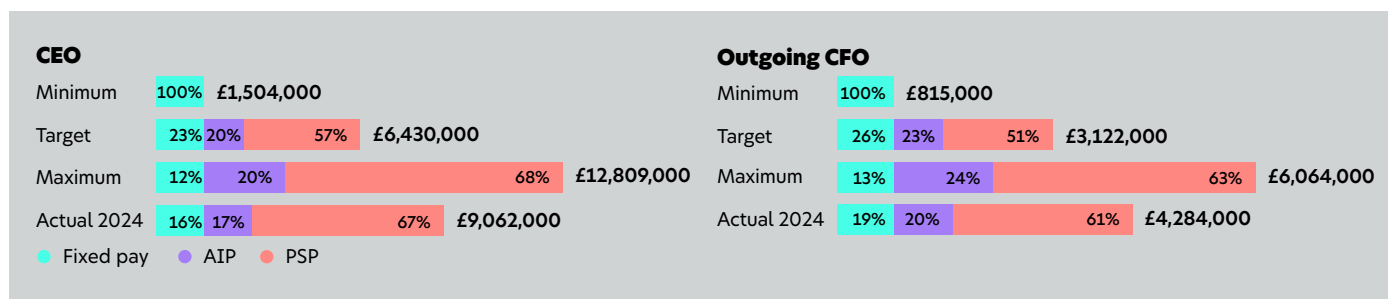 CEO
Minimum 100% £1,504,000
Target 23% 20% 57% £6,430,000
Maximum 12% 20% 68% £12,809,000
Actual 2024 16% 17% 67% £9,062,000
Fixed pay AIP PSP
Outgoing CFO
Minimum 100% £815,000
Target 26% 23% 51% £3,122,000
Maximum 13% 24% 63% £6,064,000
Actual 2024 19% 20% 61% £4,284,000